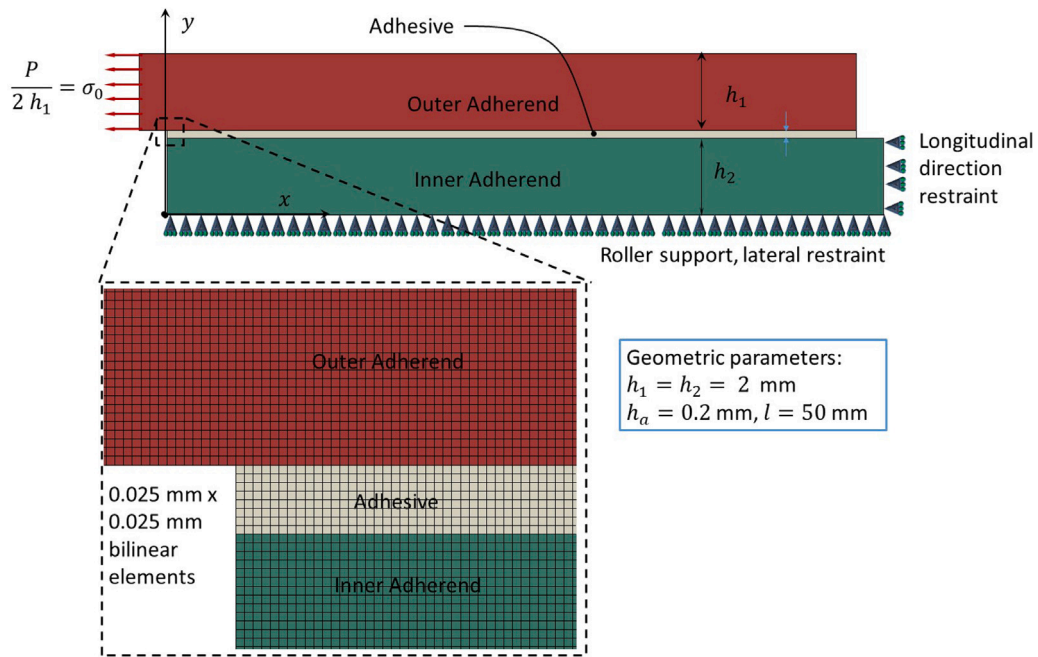 y
Adhesive
P
2 h₁ = σ₀
Outer Adherend
h₁
Inner Adherend
h₂
x
Longitudinal
direction
restraint
Roller support, lateral restraint
Outer Adherend
Adhesive
Inner Adherend
0.025 mm x
0.025 mm
bilinear
elements
Geometric parameters:
h₁ = h₂ = 2 mm
hₐ = 0.2 mm, l = 50 mm